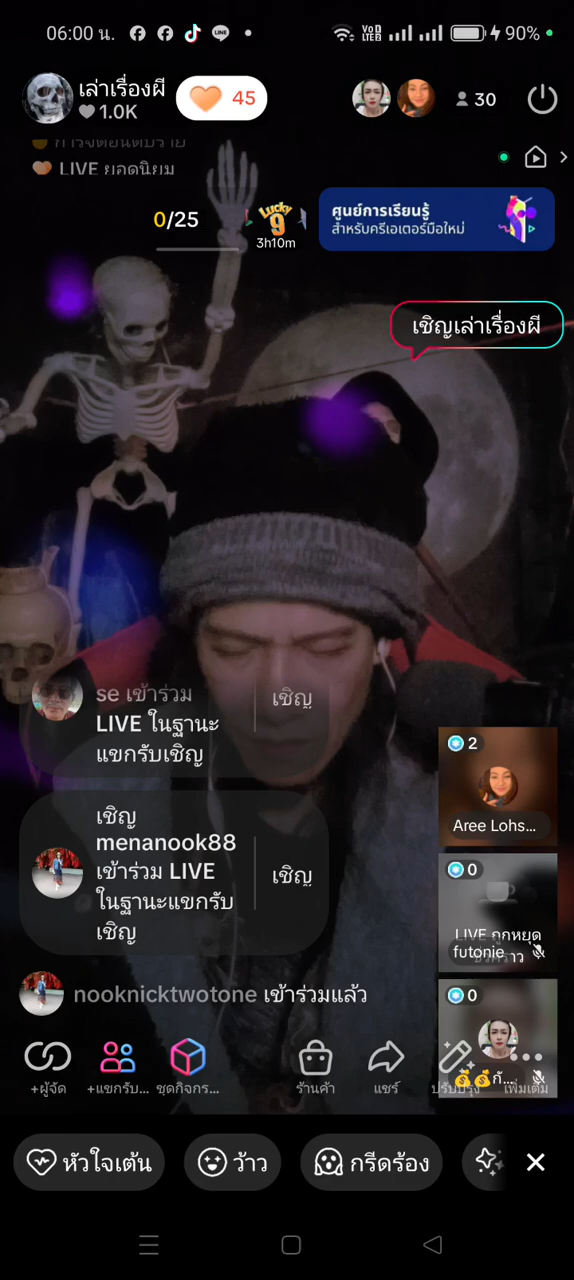 06:00 น.
VoD
LTE2
90%
เล่าเรื่องผี
1.0K
45
30
LIVE ยอดนิยม
0/25
Lucky
9
3h10m
ศูนย์การเรียนรู้
สำหรับครีเอเตอร์มือใหม่
เชิญเล่าเรื่องผี
se เข้าร่วม
LIVE ในฐานะ
แขกรับเชิญ
เชิญ
เชิญ
menanook88
เข้าร่วม LIVE
ในฐานะแขกรับ
เชิญ
เชิญ
nooknicktwotone เข้าร่วมแล้ว
2
Aree Lohs...
0
LIVE ถูกหยุด
futonie
0
+ผู้จัด
+แขกรับ...
ชุดกิจกร...
ร้านค้า
แชร์
ปรับปรุง
เพิ่มเติม
หัวใจเต้น
ว้าว
กรีดร้อง